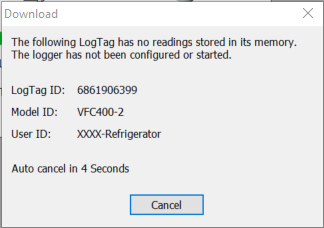 Download
The following LogTag has no readings stored in its memory.
The logger has not been configured or started.
LogTag ID: 6861906399
Model ID: VFC400-2
User ID: XXXX-Refrigerator
Auto cancel in 4 Seconds
Cancel